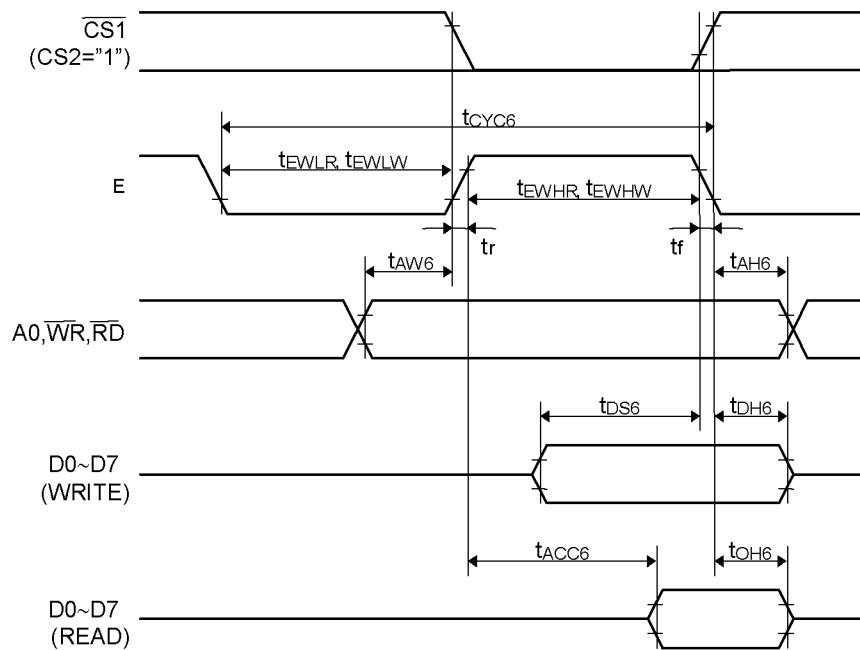 CS1
(CS2="1")
tCYC6
tEWLR, tEWLW
E
tEWHR, tEWHW
tr
tf
tAW6
tAH6
A0,WR,RD
tDS6
tDH6
D0~D7
(WRITE)
tACC6
tOH6
D0~D7
(READ)